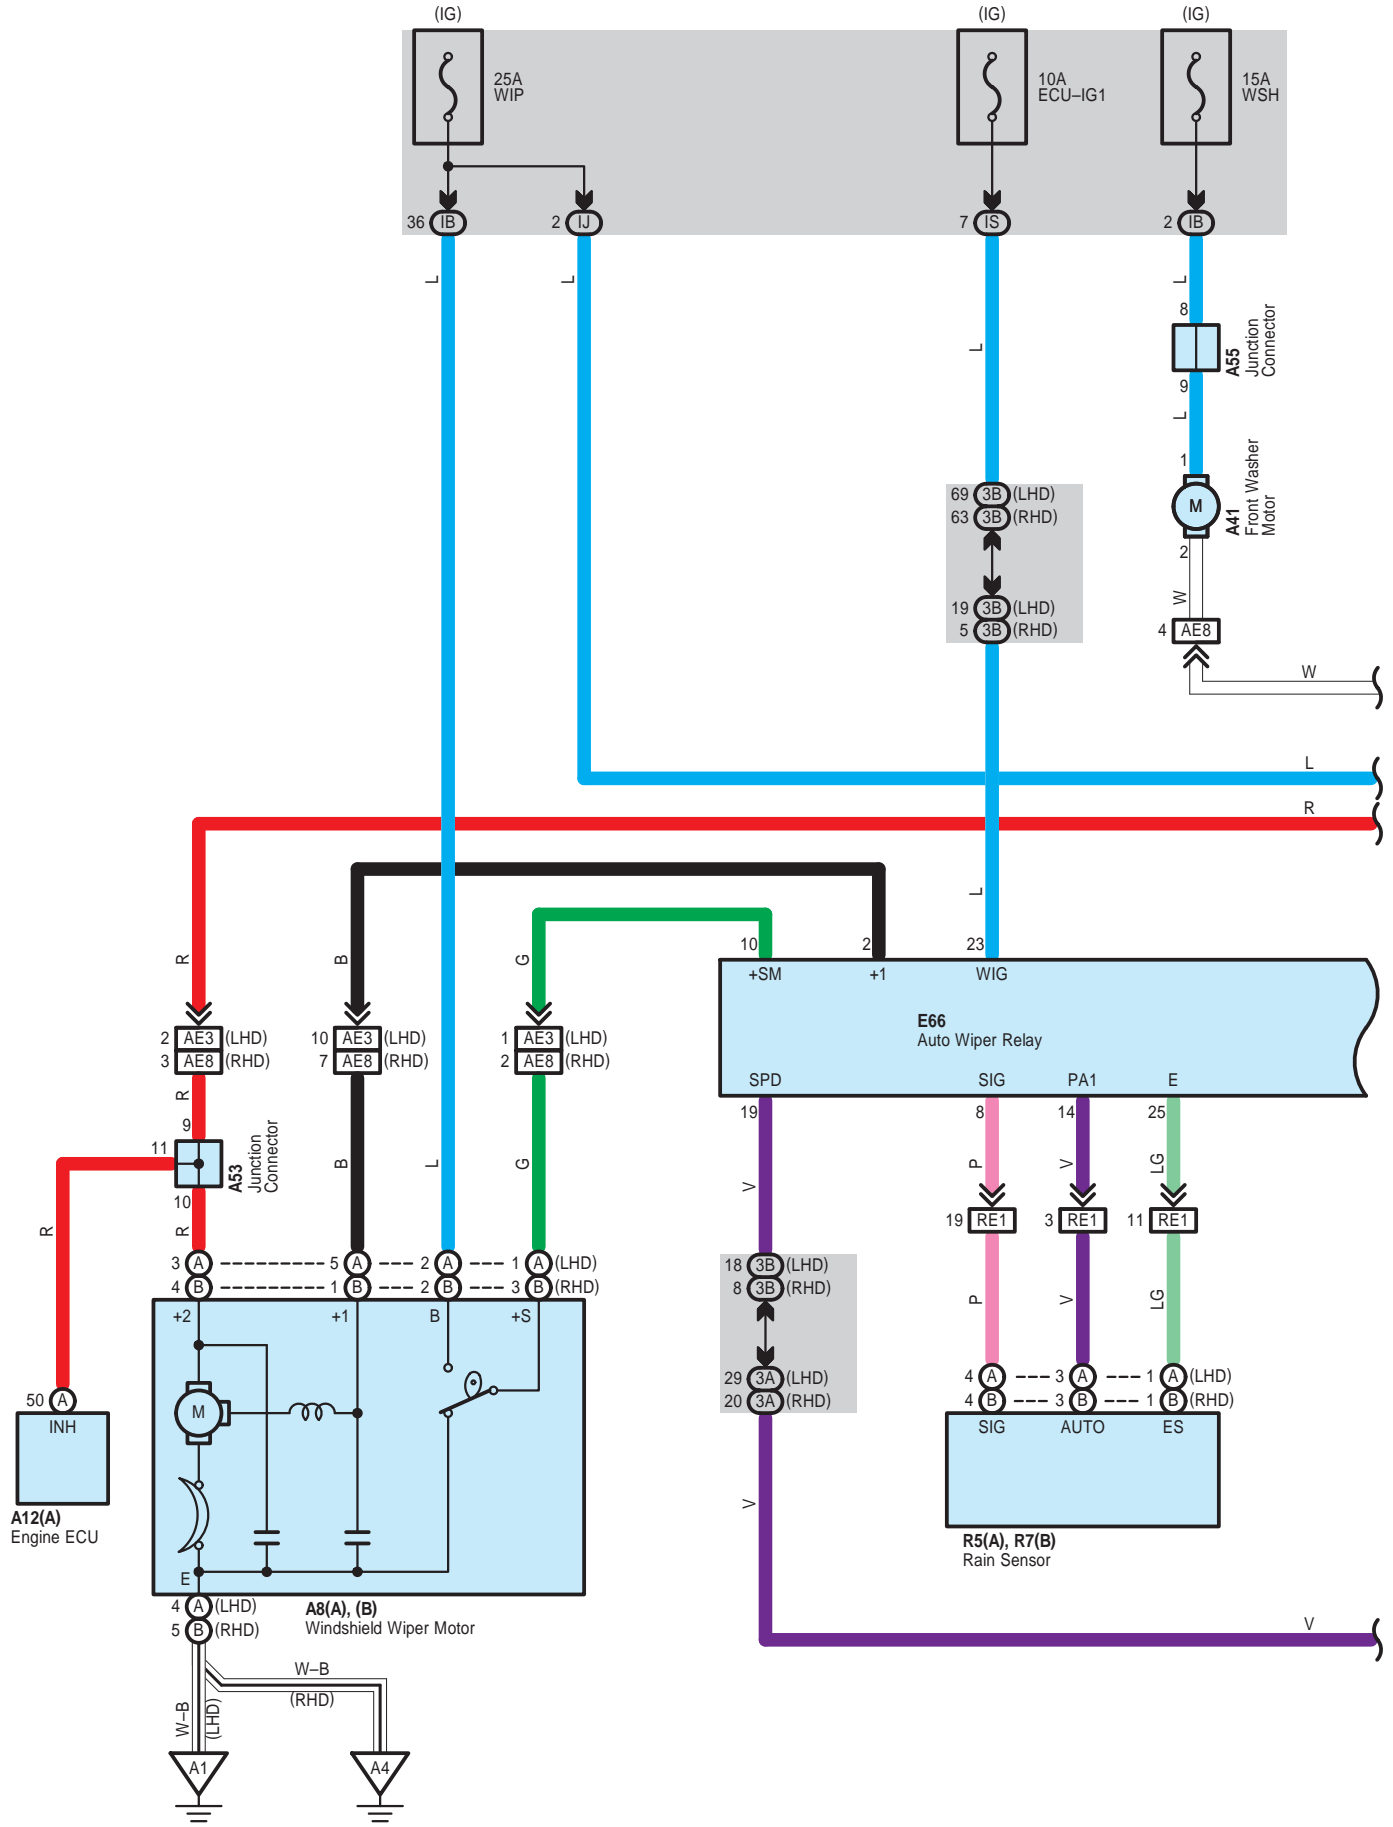 (IG) (IG) (IG)
25A
WIP
10A
ECU–IG1
15A
WSH
36 IB 2 IJ 7 IS 2 IB
L L L
8
L
A55
Junction
Connector
9
L
1
69 3B (LHD)
63 3B (RHD)
M
A41
Front Washer
Motor
2
W
19 3B (LHD)
5 3B (RHD)
4 AE8
W
L
R
L
10 2 23
R B G
+SM +1 WIG
E66
Auto Wiper Relay
2 AE3 (LHD) 10 AE3 (LHD) 1 AE3 (LHD)
3 AE8 (RHD) 7 AE8 (RHD) 2 AE8 (RHD)
SPD SIG PA1 E
R
19 8 14 25
9
11
A53
Junction
Connector
B L G
V P V LG
10
R
R
19 RE1 3 RE1 11 RE1
3 A 5 A 2 A 1 A (LHD)
4 B 1 B 2 B 3 B (RHD)
18 3B (LHD)
8 3B (RHD)
P V LG
+2 +1 B +S
29 3A (LHD)
20 3A (RHD)
4 A 3 A 1 A (LHD)
4 B 3 B 1 B (RHD)
50 A
INH
M
SIG AUTO ES
V
A12(A)
Engine ECU
R5(A), R7(B)
Rain Sensor
E
4 A (LHD)
5 B (RHD)
A8(A), (B)
Windshield Wiper Motor
V
W–B
(RHD)
W–B
(LHD)
A1 A4